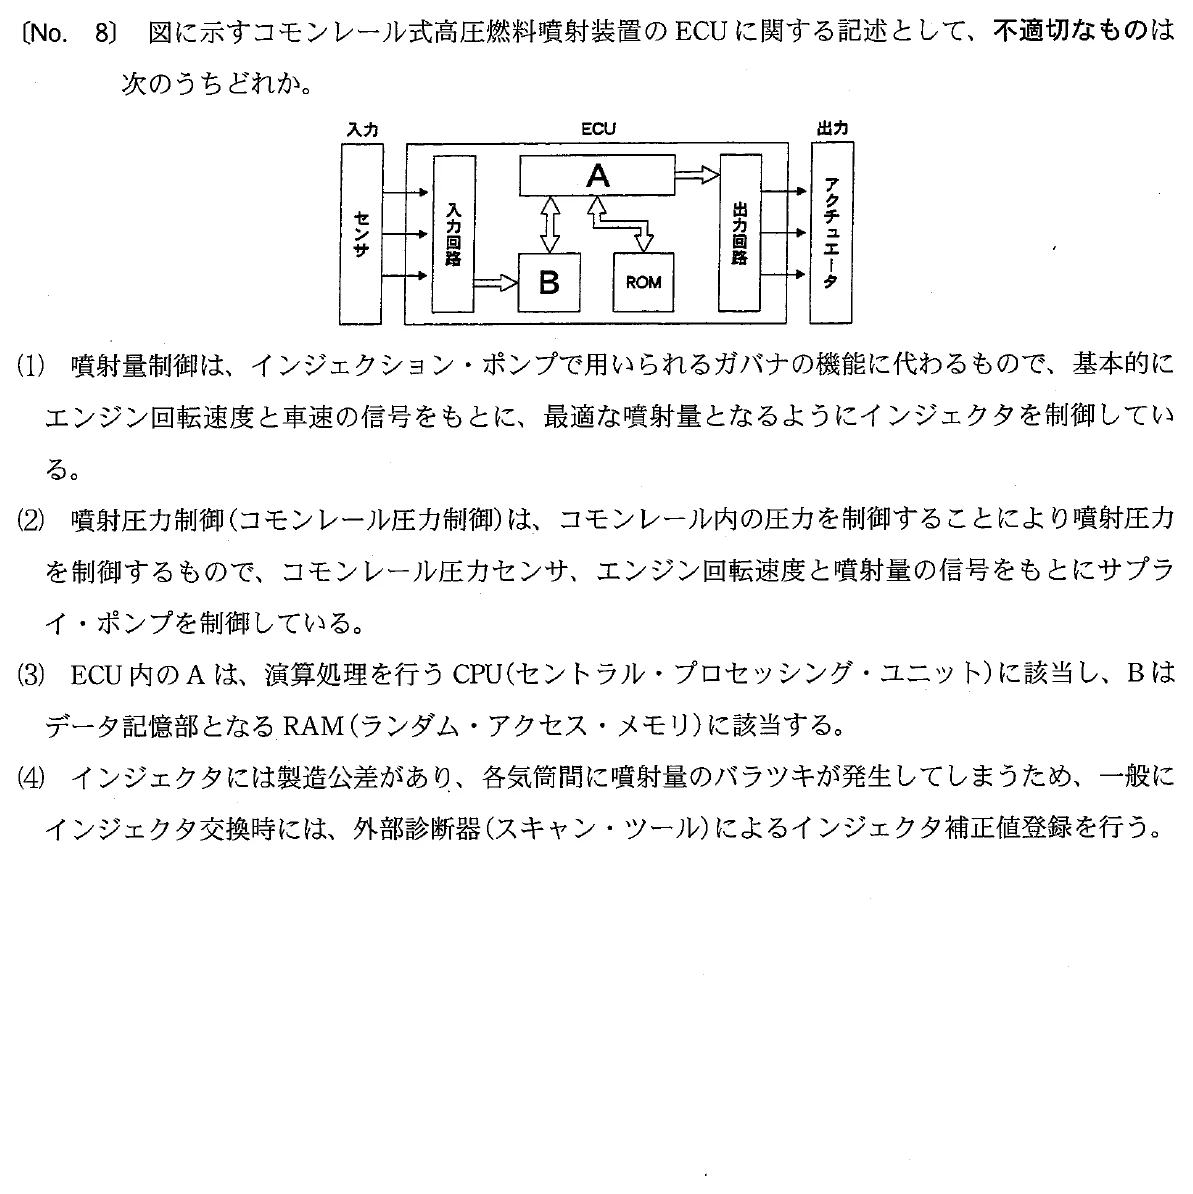 〔No. 8〕 図に示すコモンレール式高圧燃料噴射装置の ECU に関する記述として、不適切なものは
次のうちどれか。
入力 ECU 出力
センサ
入力回路
A
B
ROM
出力回路
アクチュエータ
(1) 噴射量制御は、インジェクション・ポンプで用いられるガバナの機能に代わるもので、基本的に
エンジン回転速度と車速の信号をもとに、最適な噴射量となるようにインジェクタを制御してい
る。
(2) 噴射圧力制御(コモンレール圧力制御)は、コモンレール内の圧力を制御することにより噴射圧力
を制御するもので、コモンレール圧力センサ、エンジン回転速度と噴射量の信号をもとにサプラ
イ・ポンプを制御している。
(3) ECU 内の A は、演算処理を行う CPU(セントラル・プロセッシング・ユニット)に該当し、B は
データ記憶部となる RAM(ランダム・アクセス・メモリ)に該当する。
(4) インジェクタには製造公差があり、各気筒間に噴射量のバラツキが発生してしまうため、一般に
インジェクタ交換時には、外部診断器(スキャン・ツール)によるインジェクタ補正値登録を行う。